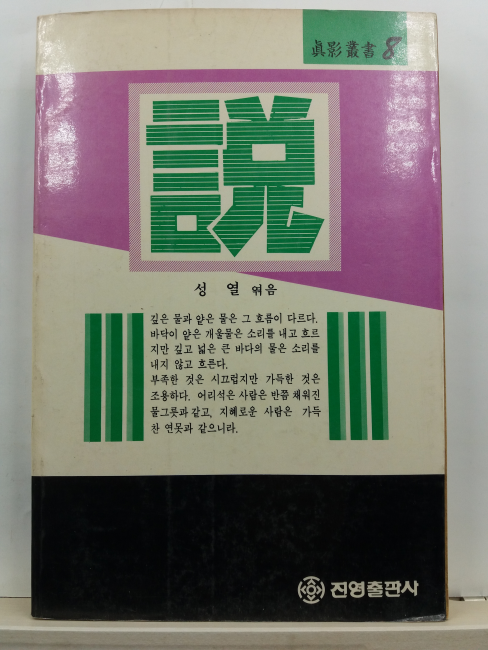 眞影叢書 8
説
성열 엮음
깊은 물과 얕은 물은 그 흐름이 다르다.
바닥이 얕은 개울물은 소리를 내고 흐르
지만 깊고 넓은 큰 바다의 물은 소리를
내지 않고 흐른다.
부족한 것은 시끄럽지만 가득한 것은
조용하다. 어리석은 사람은 반쯤 채워진
물그릇과 같고, 지혜로운 사람은 가득
찬 연못과 같으니라.
진영출판사